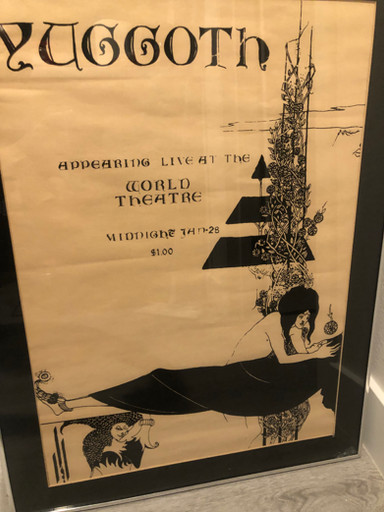 YUGGOTH
APPEARING LIVE AT THE
WORLD
THEATRE
MIDNIGHT JAN-28
$1.00